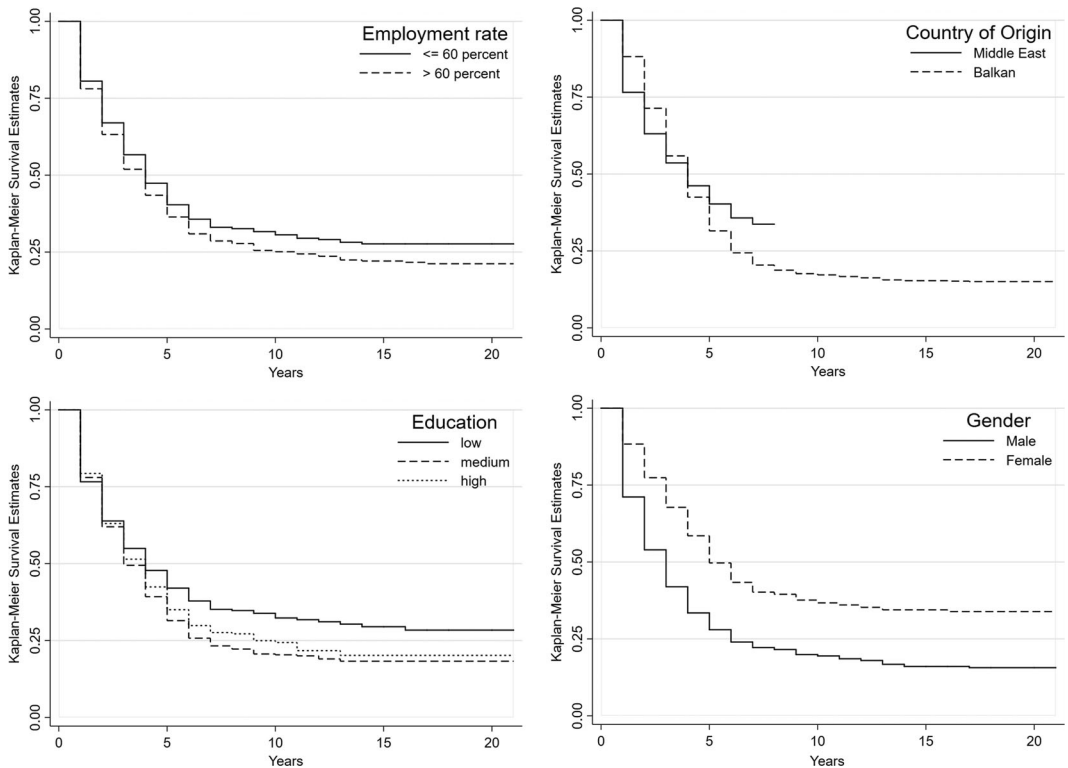 Employment rate
<= 60 percent
> 60 percent
Kaplan-Meier Survival Estimates
1.00
0.75
0.50
0.25
0.00
0 5 10 15 20
Years
Country of Origin
Middle East
Balkan
Kaplan-Meier Survival Estimates
1.00
0.75
0.50
0.25
0.00
0 5 10 15 20
Years
Education
low
medium
high
Kaplan-Meier Survival Estimates
1.00
0.75
0.50
0.25
0.00
0 5 10 15 20
Years
Gender
Male
Female
Kaplan-Meier Survival Estimates
1.00
0.75
0.50
0.25
0.00
0 5 10 15 20
Years